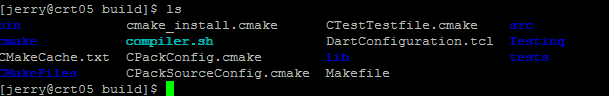 [jerry@crt05 build]$ ls
bin cmake_install.cmake CTestTestfile.cmake src
cmake compiler.sh DartConfiguration.tcl Testing
CMakeCache.txt CPackConfig.cmake lib tests
CMakeFiles CPackSourceConfig.cmake Makefile
[jerry@crt05 build]$